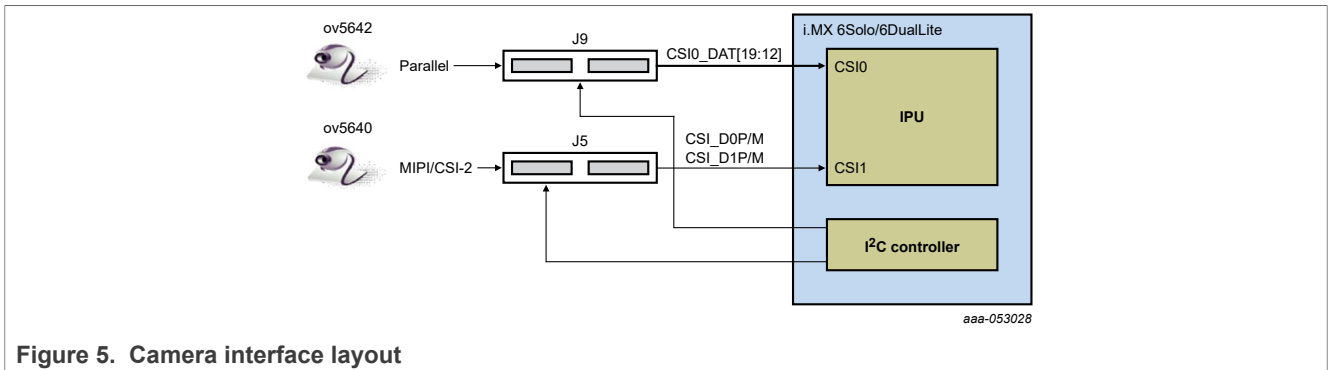 ov5642
Parallel
J9
CSI0_DAT[19:12]
i.MX 6Solo/6DualLite
CSI0
IPU
ov5640
MIPI/CSI-2
J5
CSI_D0P/M
CSI_D1P/M
CSI1
I2C controller
aaa-053028
Figure 5. Camera interface layout